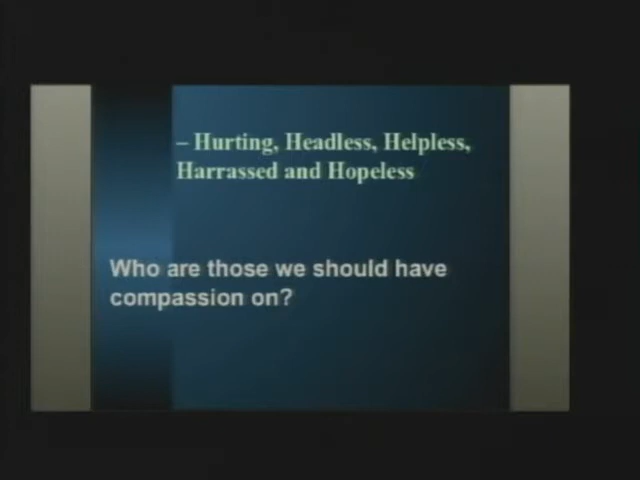 – Hurting, Headless, Helpless,
Harrassed and Hopeless
Who are those we should have
compassion on?